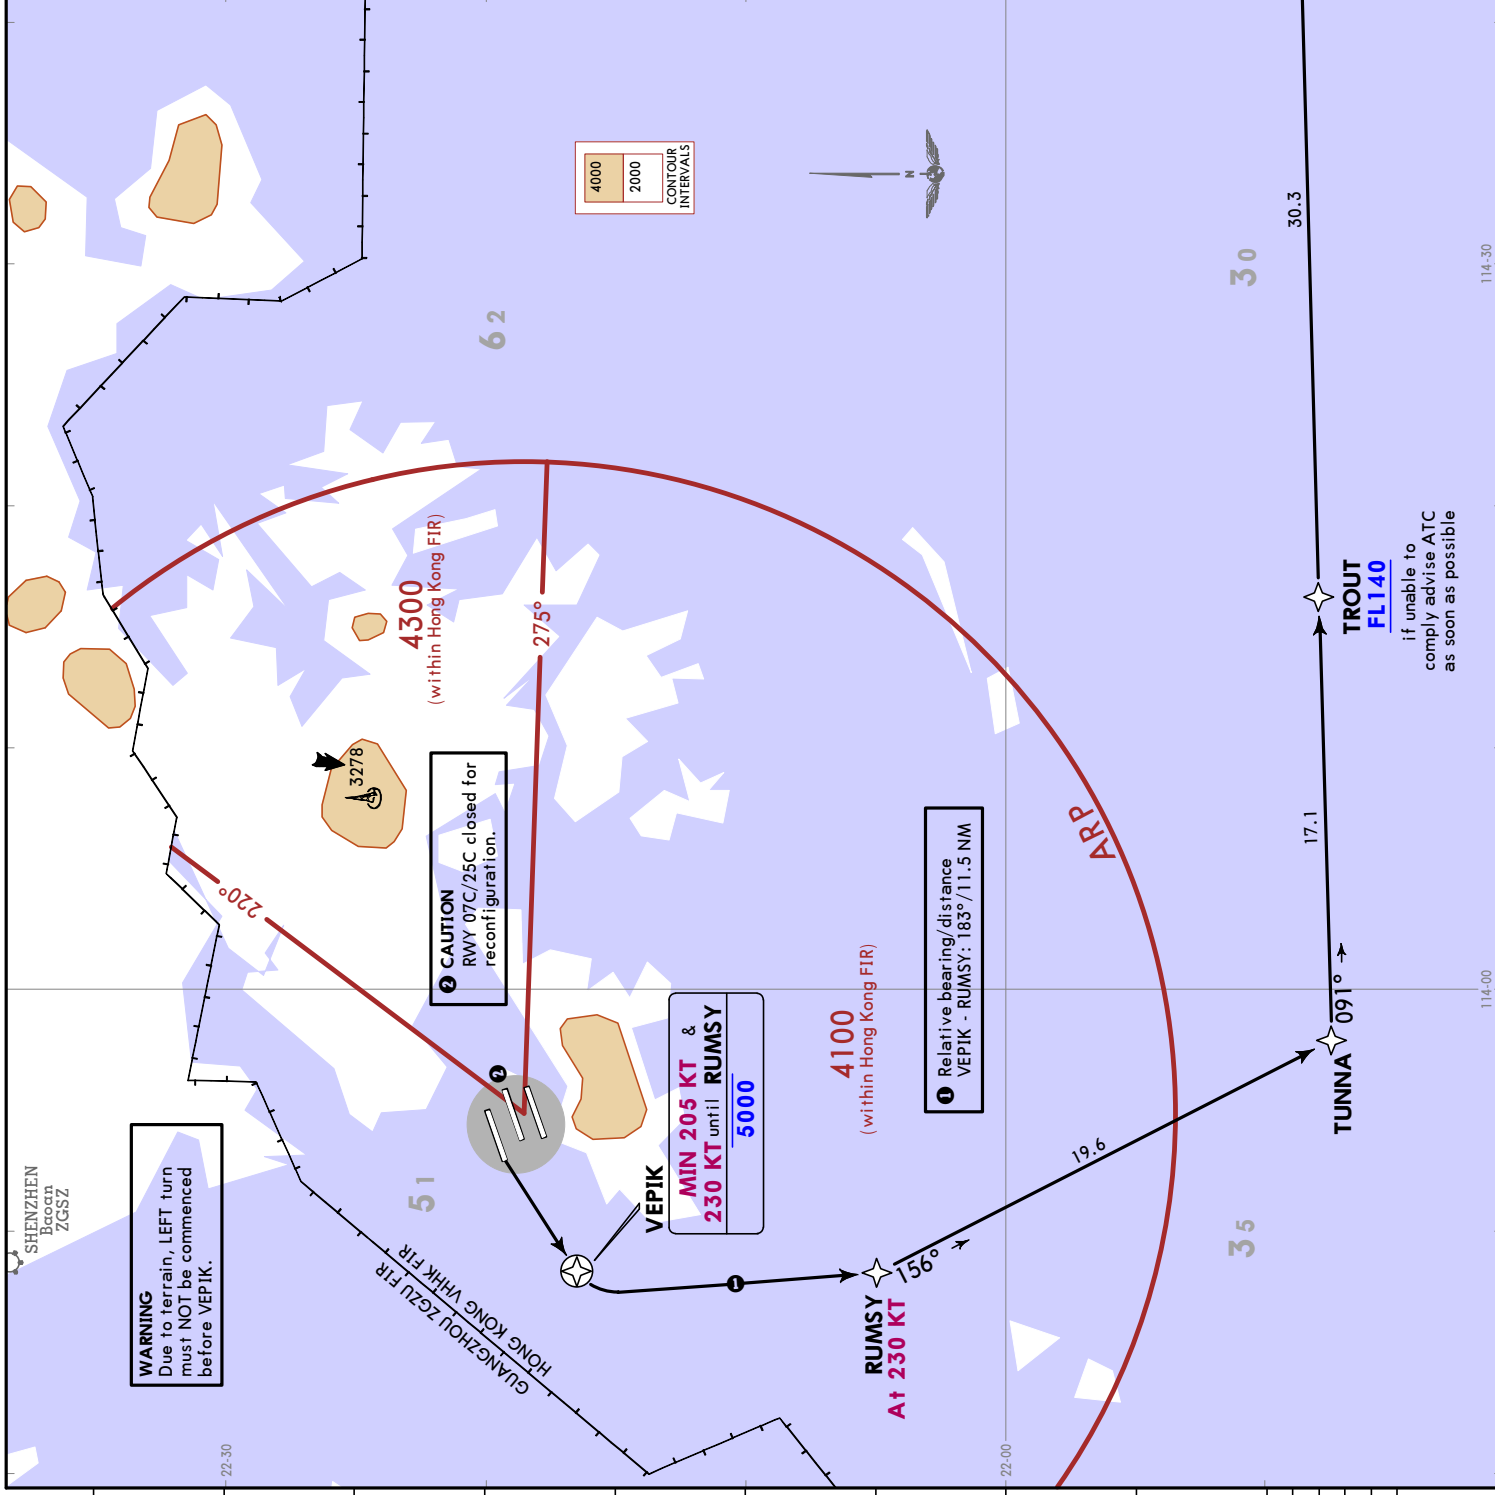 SHENZHEN
Baoan
ZGSZ
WARNING
Due to terrain, LEFT turn
must NOT be commenced
before VEPIK.
22-30
GUANGZHOU ZGZU FIR
HONG KONG VHHK FIR
51
220°
3278
4300
(within Hong Kong FIR)
275°
62
4000
2000
CONTOUR
INTERVALS
N
2 CAUTION
RWY 07C/25C closed for
reconfiguration.
2
VEPIK
MIN 205 KT &
230 KT until RUMSY
5000
1
4100
(within Hong Kong FIR)
1 Relative bearing/distance
VEPIK - RUMSY: 183°/11.5 NM
RUMSY
At 230 KT
156°
19.6
22-00
ARP
35
30
TUNNA
091°
17.1
TROUT
FL140
if unable to
comply advise ATC
as soon as possible
30.3
114-00
114-30